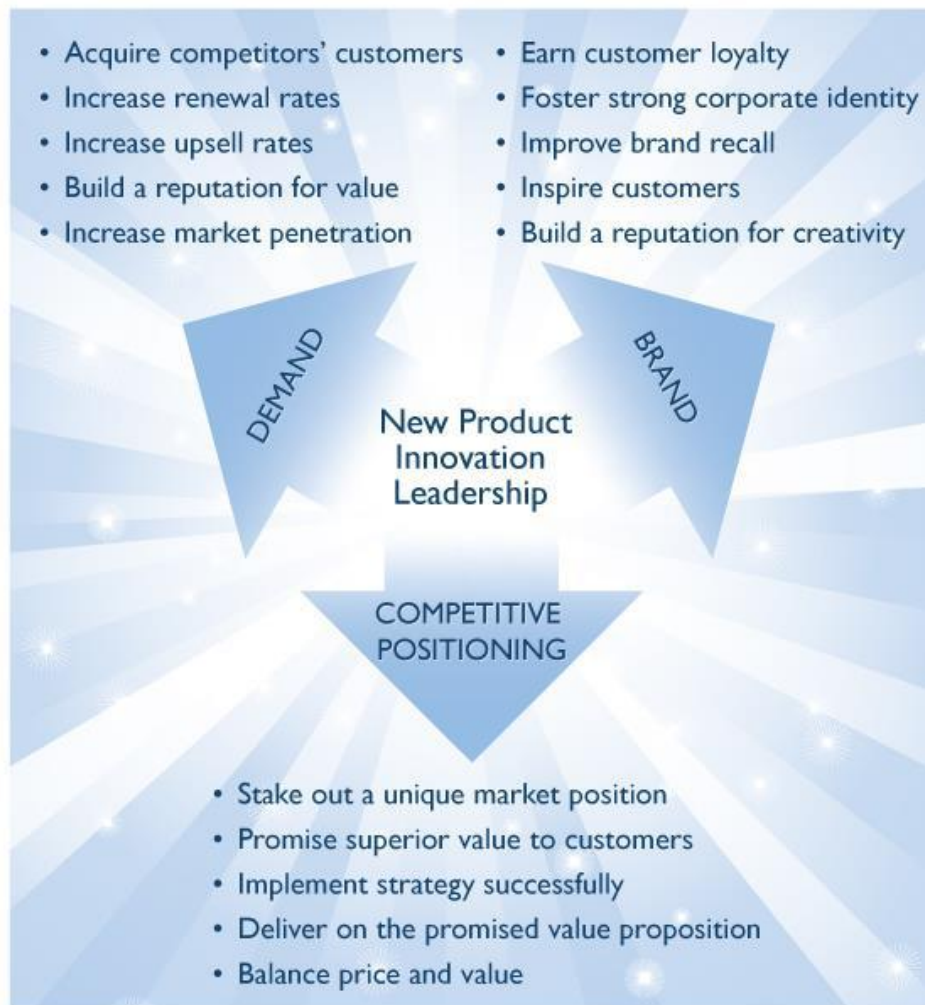 • Acquire competitors’ customers
• Increase renewal rates
• Increase upsell rates
• Build a reputation for value
• Increase market penetration
• Earn customer loyalty
• Foster strong corporate identity
• Improve brand recall
• Inspire customers
• Build a reputation for creativity
DEMAND
BRAND
New Product
Innovation
Leadership
COMPETITIVE
POSITIONING
• Stake out a unique market position
• Promise superior value to customers
• Implement strategy successfully
• Deliver on the promised value proposition
• Balance price and value